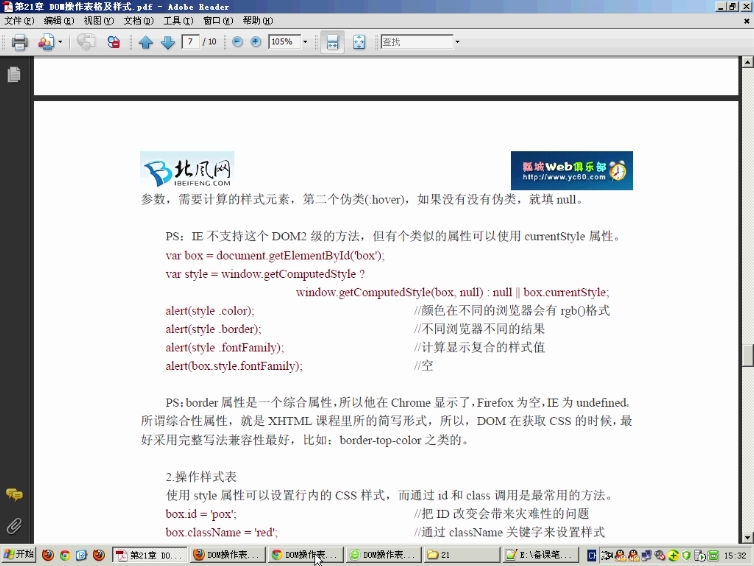 第21章 DOM操作表格及样式.pdf - Adobe Reader
文件(F) 编辑(E) 视图(V) 文档(D) 工具(T) 窗口(W) 帮助(H)
7 / 10 105% 查找
北风网
IBEIFENG.COM
瓢城Web俱乐部
http://www.yc60.com
参数，需要计算的样式元素，第二个伪类(:hover)，如果没有没有伪类，就填 null。
PS：IE 不支持这个 DOM2 级的方法，但有个类似的属性可以使用 currentStyle 属性。
var box = document.getElementById('box');
var style = window.getComputedStyle ?
window.getComputedStyle(box, null) : null || box.currentStyle;
alert(style .color); //颜色在不同的浏览器会有 rgb()格式
alert(style .border); //不同浏览器不同的结果
alert(style .fontFamily); //计算显示复合的样式值
alert(box.style.fontFamily); //空
PS：border 属性是一个综合属性，所以他在 Chrome 显示了，Firefox 为空，IE 为 undefined。
所谓综合性属性，就是 XHTML 课程里所的简写形式，所以，DOM 在获取 CSS 的时候，最
好采用完整写法兼容性最好，比如：border-top-color 之类的。
2.操作样式表
使用 style 属性可以设置行内的 CSS 样式，而通过 id 和 class 调用是最常用的方法。
box.id = 'pox'; //把 ID 改变会带来灾难性的问题
box.className = 'red'; //通过 className 关键字来设置样式
开始 第21章 DO... DOM操作表... DOM操作表... DOM操作表... 21 E:\备课笔... CH 15:32